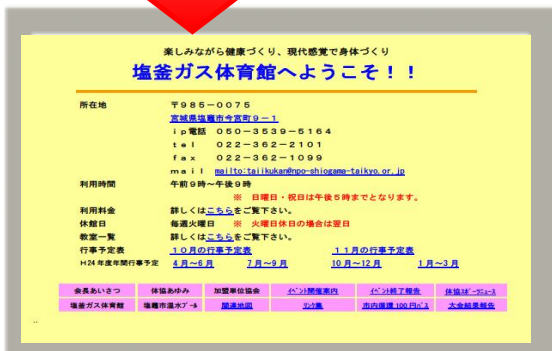 楽しみながら健康づくり、現代感覚で身体づくり
塩釜ガス体育館へようこそ！！
所在地 〒９８５－００７５
宮城県塩竈市今宮町９－１
ｉｐ電話 ０５０－３５３９－５１６４
ｔｅｌ ０２２－３６２－２１０１
ｆａｘ ０２２－３６２－１０９９
ｍａｉｌ mailto:taiikukan@npo-shiogama-taikyo.or.jp
利用時間 午前９時～午後９時
※ 日曜日・祝日は午後５時までとなります。
利用料金 詳しくはこちらをご覧下さい。
休館日 毎週火曜日 ※ 火曜日休日の場合は翌日
教室一覧 詳しくはこちらをご覧下さい。
行事予定表 １０月の行事予定表 １１月の行事予定表
H24年度年間行事予定 ４月～６月 ７月～９月 10月～12月 １月～３月
会長あいさつ 体協あゆみ 加盟単位協会 ｲﾍﾞﾝﾄ開催案内 ｲﾍﾞﾝﾄ終了報告 体協ｽﾎﾟｰﾂﾆｭｰｽ
塩釜ガス体育館 塩竈市温水ﾌﾟｰﾙ 関連地図 ﾘﾝｸ集 市内循環100円ﾊﾞｽ 大会結果報告
..